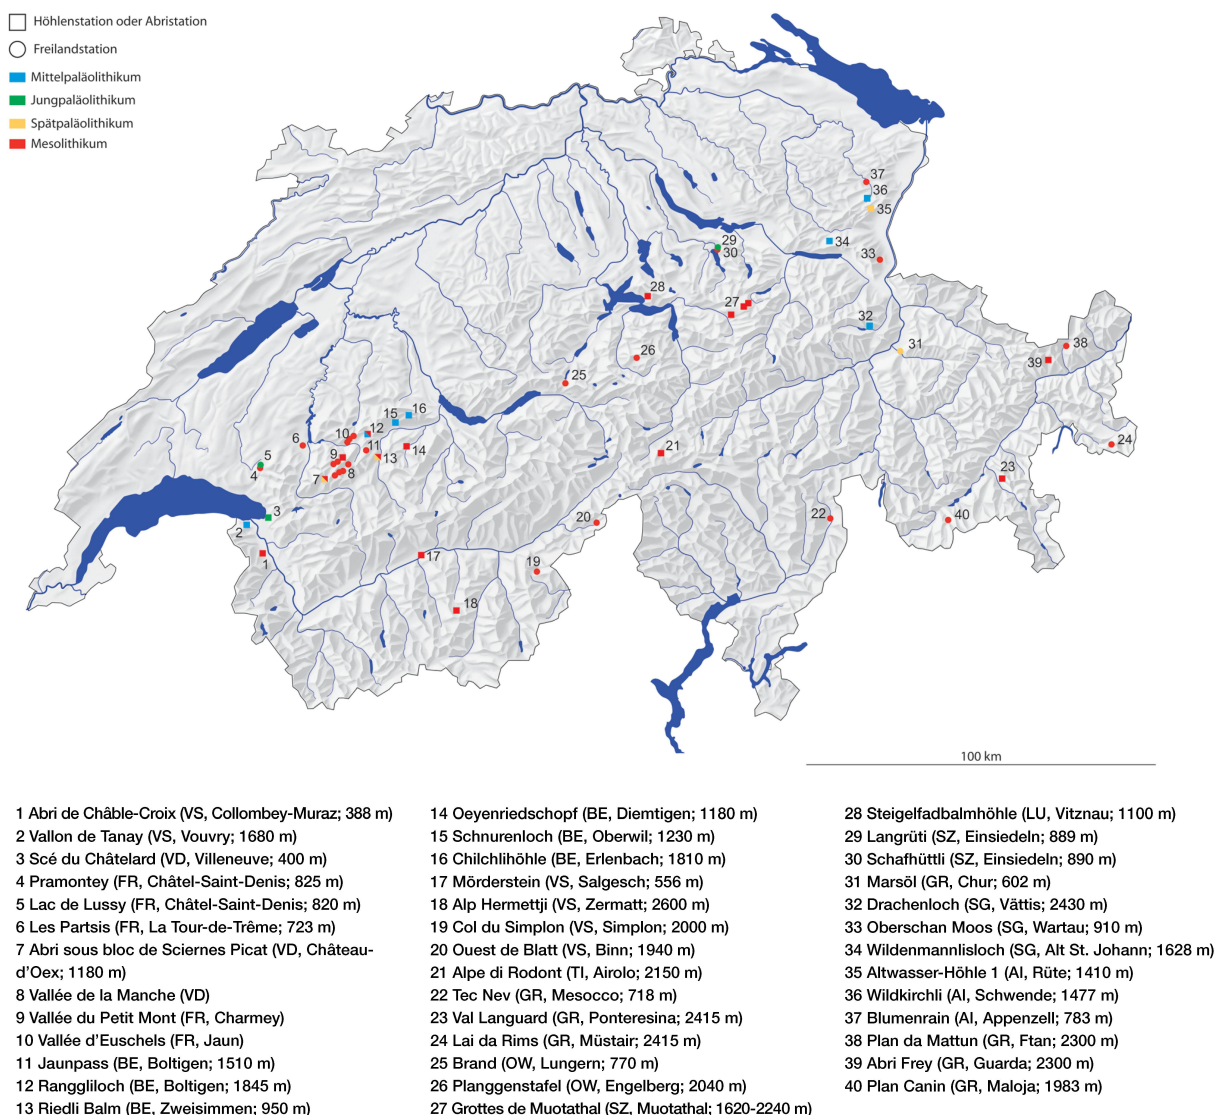 Höhlenstation oder Abristation
Freilandstation
Mittelpaläolithikum
Jungpaläolithikum
Spätpaläolithikum
Mesolithikum
37
36
35
34
29
30
33
28
27
32
31
26
38
39
25
16
15
12
10
6
11
14
13
9
5
4
8
7
21
24
23
3
2
20
22
40
1
17
19
18
100 km
1 Abri de Châble-Croix (VS, Collombey-Muraz; 388 m)
2 Vallon de Tanay (VS, Vouvry; 1680 m)
3 Scé du Châtelard (VD, Villeneuve; 400 m)
4 Pramontey (FR, Châtel-Saint-Denis; 825 m)
5 Lac de Lussy (FR, Châtel-Saint-Denis; 820 m)
6 Les Partsis (FR, La Tour-de-Trême; 723 m)
7 Abri sous bloc de Sciernes Picat (VD, Château-
d'Oex; 1180 m)
8 Vallée de la Manche (VD)
9 Vallée du Petit Mont (FR, Charmey)
10 Vallée d'Euschels (FR, Jaun)
11 Jaunpass (BE, Boltigen; 1510 m)
12 Ranggliloch (BE, Boltigen; 1845 m)
13 Riedli Balm (BE, Zweisimmen; 950 m)
14 Oeyenriedschopf (BE, Diemtigen; 1180 m)
15 Schnurenloch (BE, Oberwil; 1230 m)
16 Chilchlihöhle (BE, Erlenbach; 1810 m)
17 Mörderstein (VS, Salgesch; 556 m)
18 Alp Hermettji (VS, Zermatt; 2600 m)
19 Col du Simplon (VS, Simplon; 2000 m)
20 Ouest de Blatt (VS, Binn; 1940 m)
21 Alpe di Rodont (TI, Airolo; 2150 m)
22 Tec Nev (GR, Mesocco; 718 m)
23 Val Languard (GR, Ponteresina; 2415 m)
24 Lai da Rims (GR, Müstair; 2415 m)
25 Brand (OW, Lungern; 770 m)
26 Planggenstafel (OW, Engelberg; 2040 m)
27 Grottes de Muotathal (SZ, Muotathal; 1620-2240 m)
28 Steigelfadbalmhöhle (LU, Vitznau; 1100 m)
29 Langrüti (SZ, Einsiedeln; 889 m)
30 Schafhüttli (SZ, Einsiedeln; 890 m)
31 Marsöl (GR, Chur; 602 m)
32 Drachenloch (SG, Vättis; 2430 m)
33 Oberschan Moos (SG, Wartau; 910 m)
34 Wildenmannlisloch (SG, Alt St. Johann; 1628 m)
35 Altwasser-Höhle 1 (AI, Rüte; 1410 m)
36 Wildkirchli (AI, Schwende; 1477 m)
37 Blumenrain (AI, Appenzell; 783 m)
38 Plan da Mattun (GR, Ftan; 2300 m)
39 Abri Frey (GR, Guarda; 2300 m)
40 Plan Canin (GR, Maloja; 1983 m)